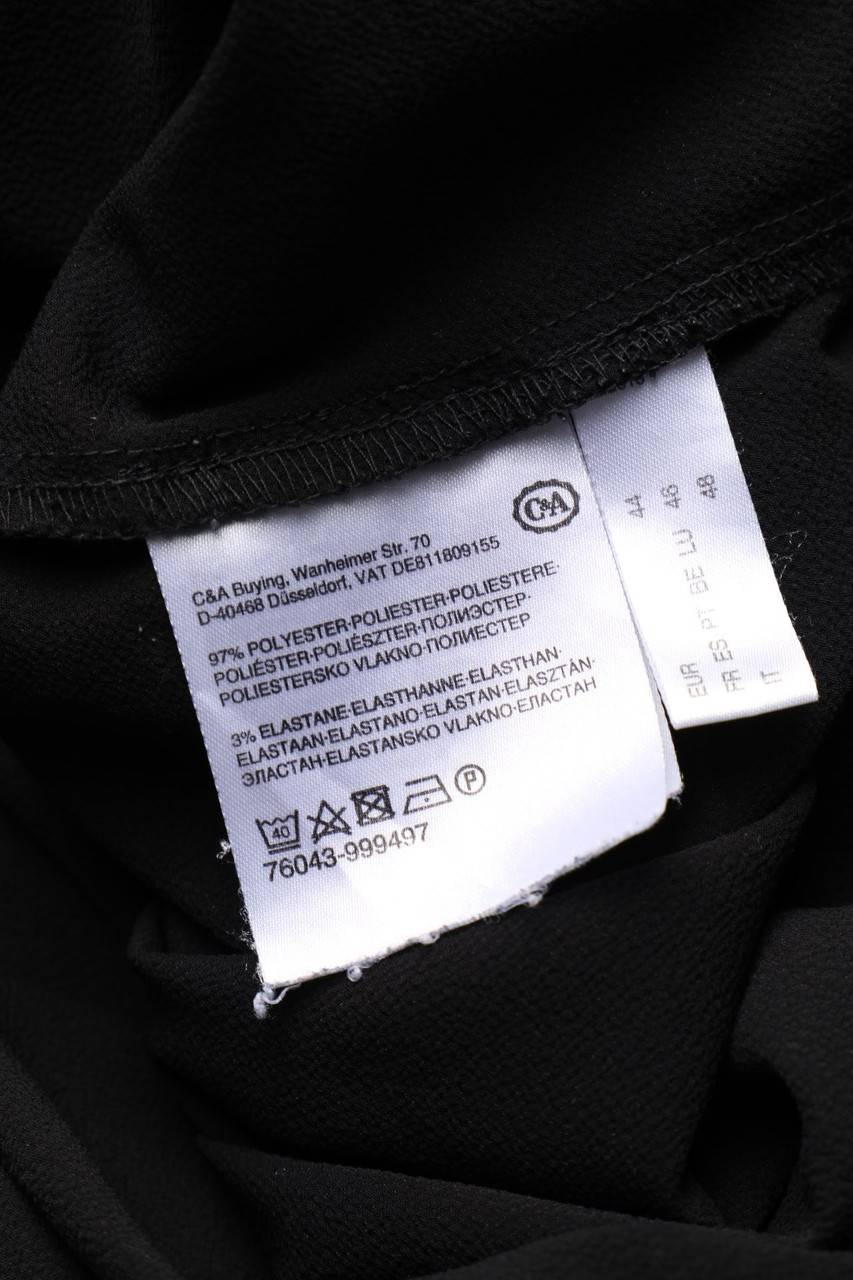 C&A
C&A Buying, Wanheimer Str. 70
D-40468 Düsseldorf, VAT DE811809155
97% POLYESTER·POLIESTER·POLIESTERE·
POLIÉSTER·POLIÉSZTER·ПОЛИЭСТЕР·
POLIESTERSKO VLAKNO·ПОЛИЕСТЕР
3% ELASTANE·ELASTHANNE·ELASTHAN·
ELASTAAN·ELASTANO·ELASTAN·ELASZTÁN·
ЭЛАСТАН·ELASTANSKO VLAKNO·ЕЛАСТАН
40 P
76043-999497
EUR 44
FR ES PT BE LU 46
IT 48